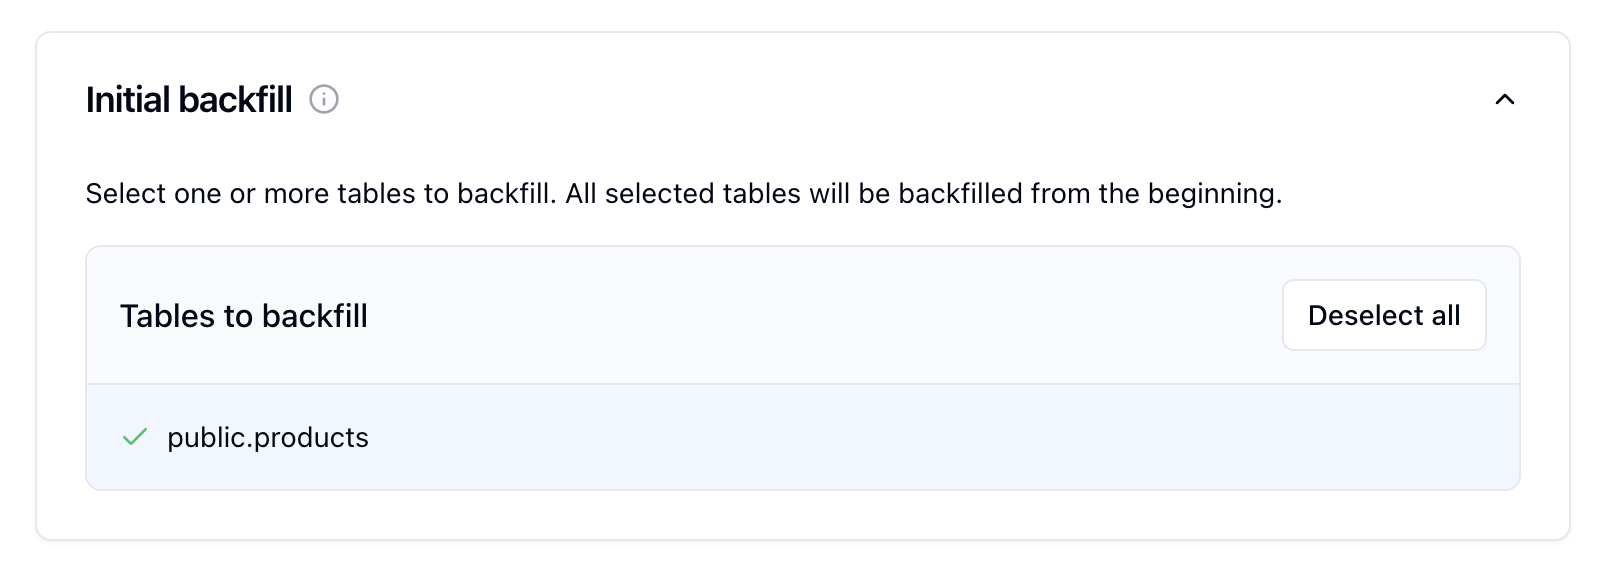 Initial backfill
Select one or more tables to backfill. All selected tables will be backfilled from the beginning.
Tables to backfill
Deselect all
public.products